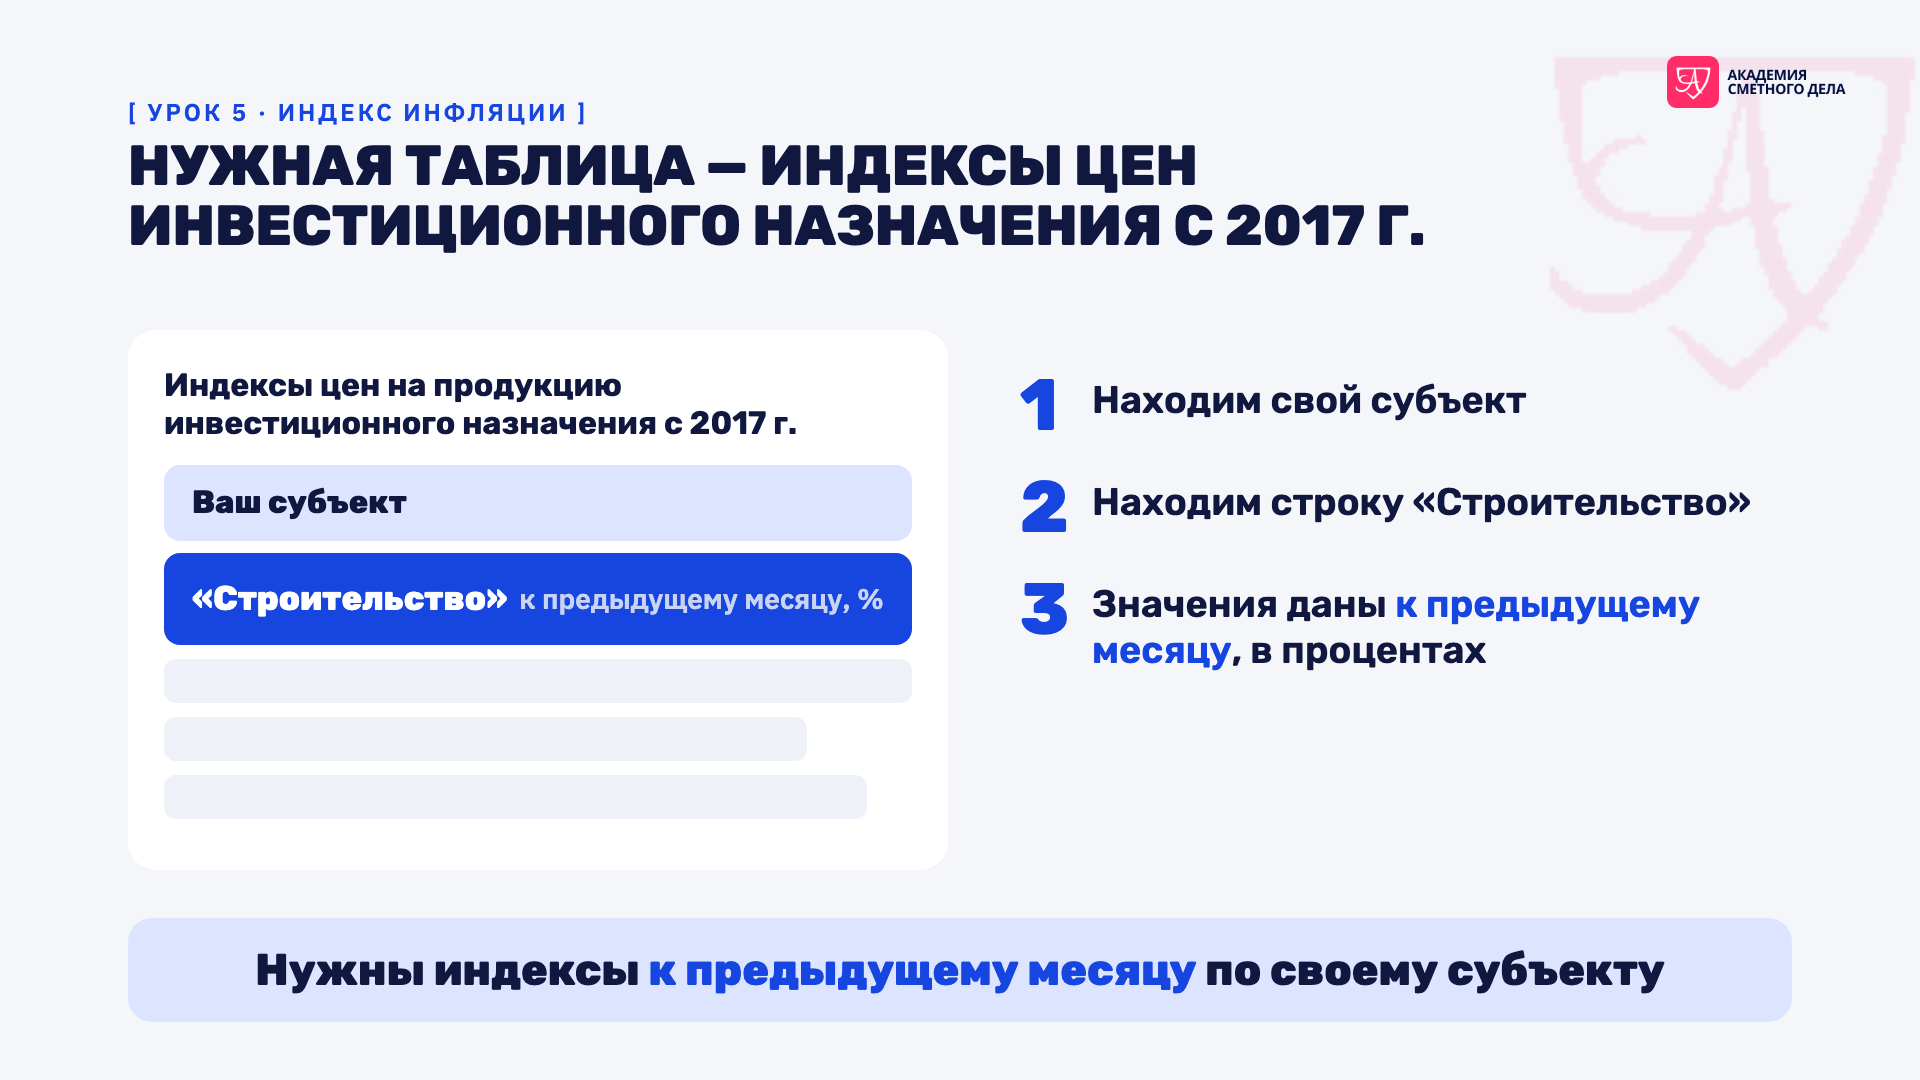 АКАДЕМИЯ
СМЕТНОГО ДЕЛА
[ УРОК 5 · ИНДЕКС ИНФЛЯЦИИ ]
НУЖНАЯ ТАБЛИЦА — ИНДЕКСЫ ЦЕН
ИНВЕСТИЦИОННОГО НАЗНАЧЕНИЯ С 2017 Г.
Индексы цен на продукцию
инвестиционного назначения с 2017 г.
Ваш субъект
«Строительство» к предыдущему месяцу, %
1 Находим свой субъект
2 Находим строку «Строительство»
3 Значения даны к предыдущему
месяцу, в процентах
Нужны индексы к предыдущему месяцу по своему субъекту